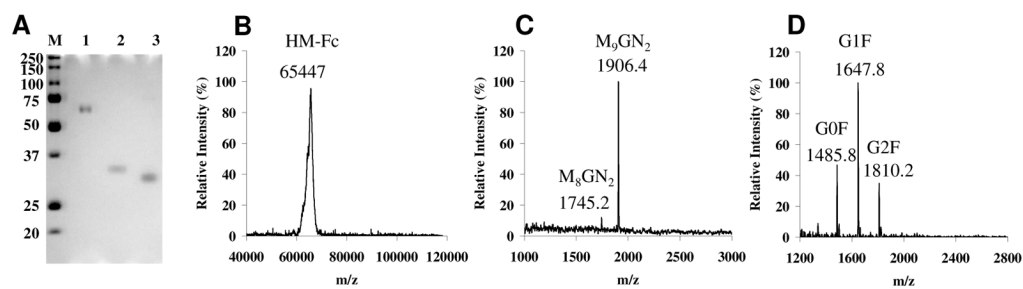 A
M 1 2 3
250
150
100
75
50
37
25
20
B
HM-Fc
65447
Relative Intensity (%)
120
100
80
60
40
20
0
40000 60000 80000 100000 120000
m/z
C
M₉GN₂
1906.4
M₈GN₂
1745.2
Relative Intensity (%)
120
100
80
60
40
20
0
1000 1500 2000 2500 3000
m/z
D
G1F
1647.8
G0F
1485.8
G2F
1810.2
Relative Intensity (%)
120
100
80
60
40
20
0
1200 1600 2000 2400 2800
m/z